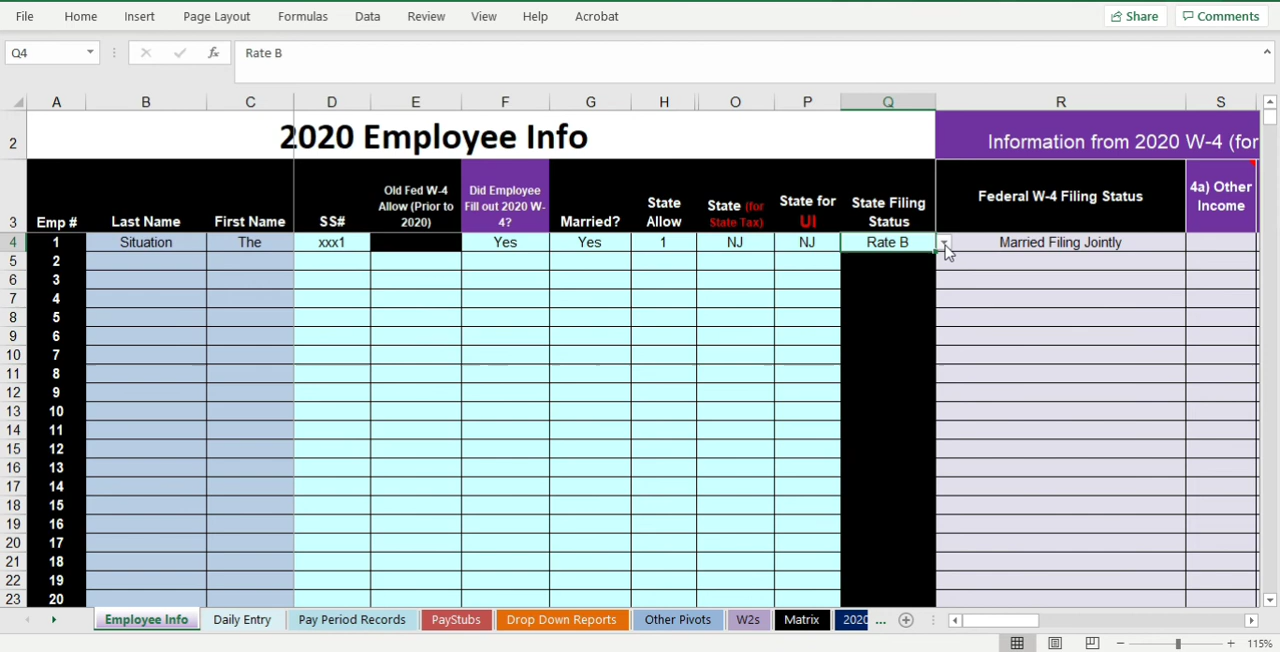 File Home Insert Page Layout Formulas Data Review View Help Acrobat Share Comments
Q4 fx Rate B
A B C D E F G H O P Q R S
2 2020 Employee Info Information from 2020 W-4 (for
3 Emp # Last Name First Name SS# Old Fed W-4 Allow (Prior to 2020) Did Employee Fill out 2020 W-4? Married? State Allow State (for State Tax) State for UI State Filing Status Federal W-4 Filing Status 4a) Other Income
4 1 Situation The xxx1 Yes Yes 1 NJ NJ Rate B Married Filing Jointly
5 2
6 3
7 4
8 5
9 6
10 7
11 8
12 9
13 10
14 11
15 12
16 13
17 14
18 15
19 16
20 17
21 18
22 19
23 20
Employee Info Daily Entry Pay Period Records PayStubs Drop Down Reports Other Pivots W2s Matrix 2020 ...
115%